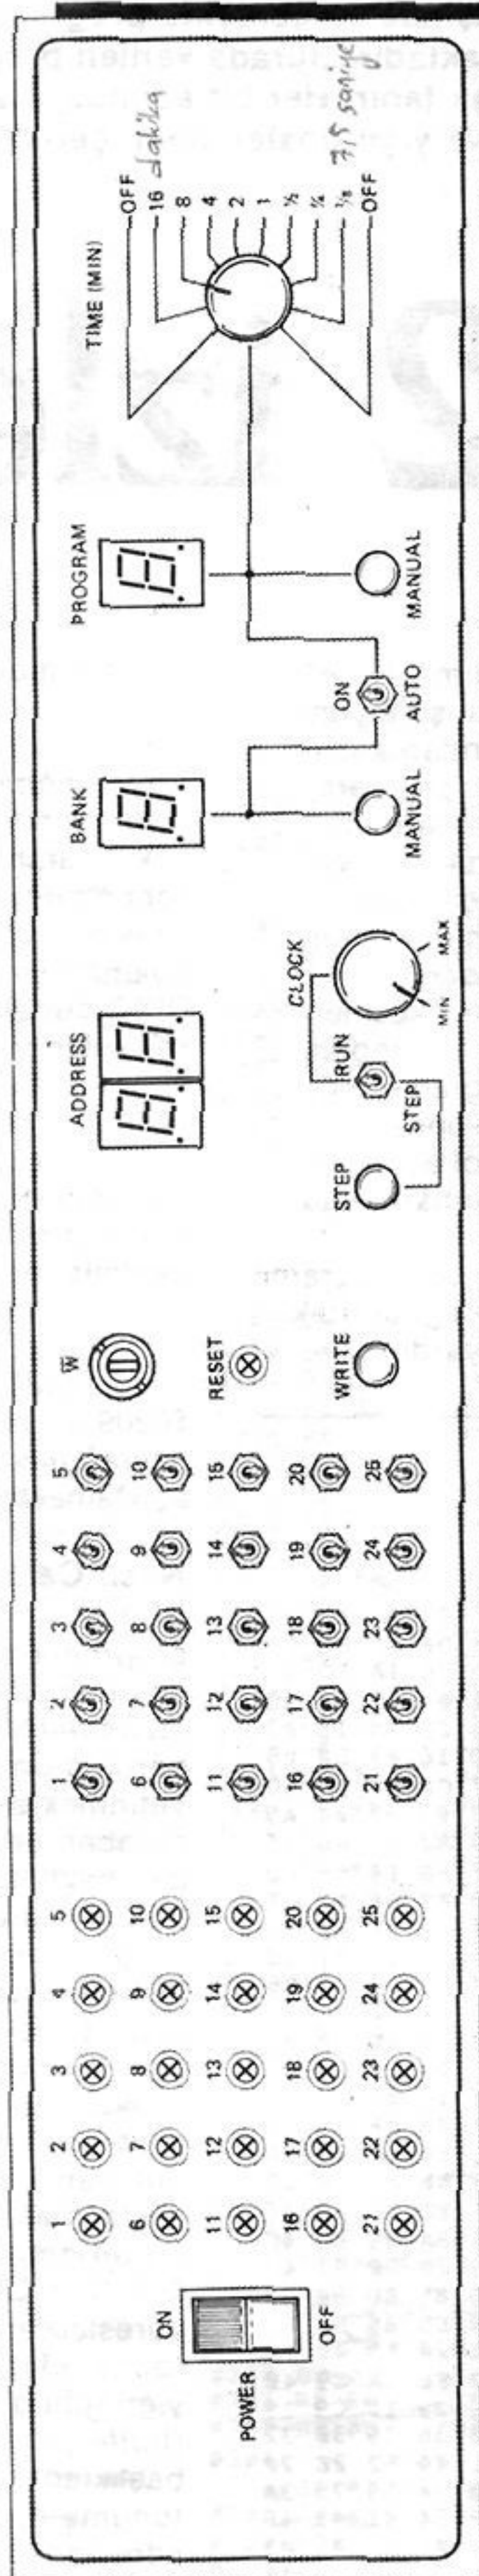 POWER
ON
OFF
1 2 3 4 5
6 7 8 9 10
11 12 13 14 15
16 17 18 19 20
21 22 23 24 25
1 2 3 4 5
6 7 8 9 10
11 12 13 14 15
16 17 18 19 20
21 22 23 24 25
W̅
RESET
WRITE
ADDRESS
8.8.
STEP
RUN
STEP
CLOCK
MIN
MAX
BANK
8.
MANUAL
ON
AUTO
PROGRAM
8.
MANUAL
TIME (MIN)
OFF
16 dakika
8
4
2
1
½
¼
⅛ 7,5 saniye
OFF